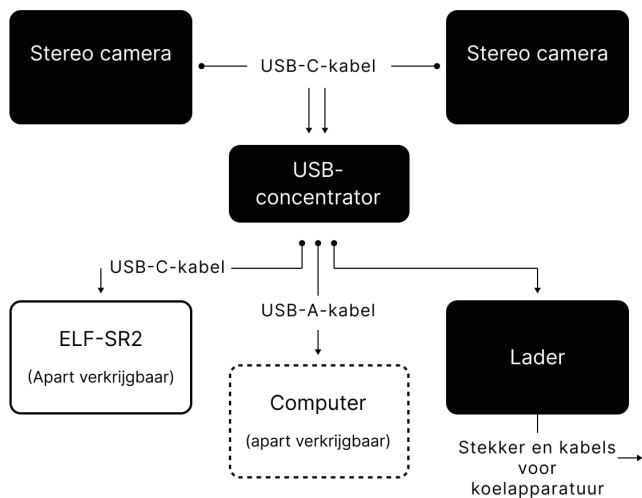 Stereo camera
USB-C-kabel
Stereo camera
USB-
concentrator
USB-C-kabel
USB-A-kabel
ELF-SR2
(Apart verkrijgbaar)
Computer
(apart verkrijgbaar)
Lader
Stekker en kabels
voor
koelapparatuur